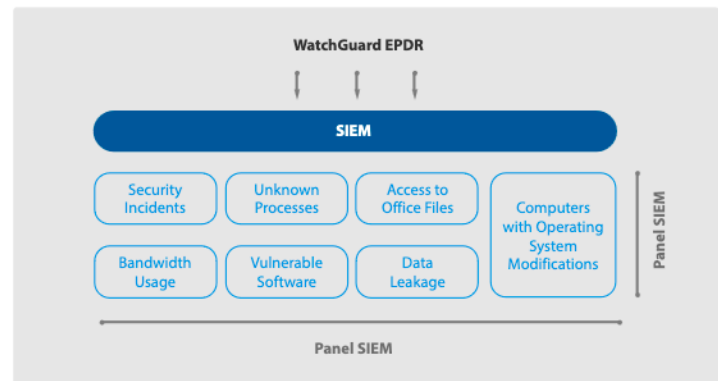 WatchGuard EPDR
SIEM
Security
Incidents
Unknown
Processes
Access to
Office Files
Computers
with Operating
System
Modifications
Bandwidth
Usage
Vulnerable
Software
Data
Leakage
Panel SIEM
Panel SIEM